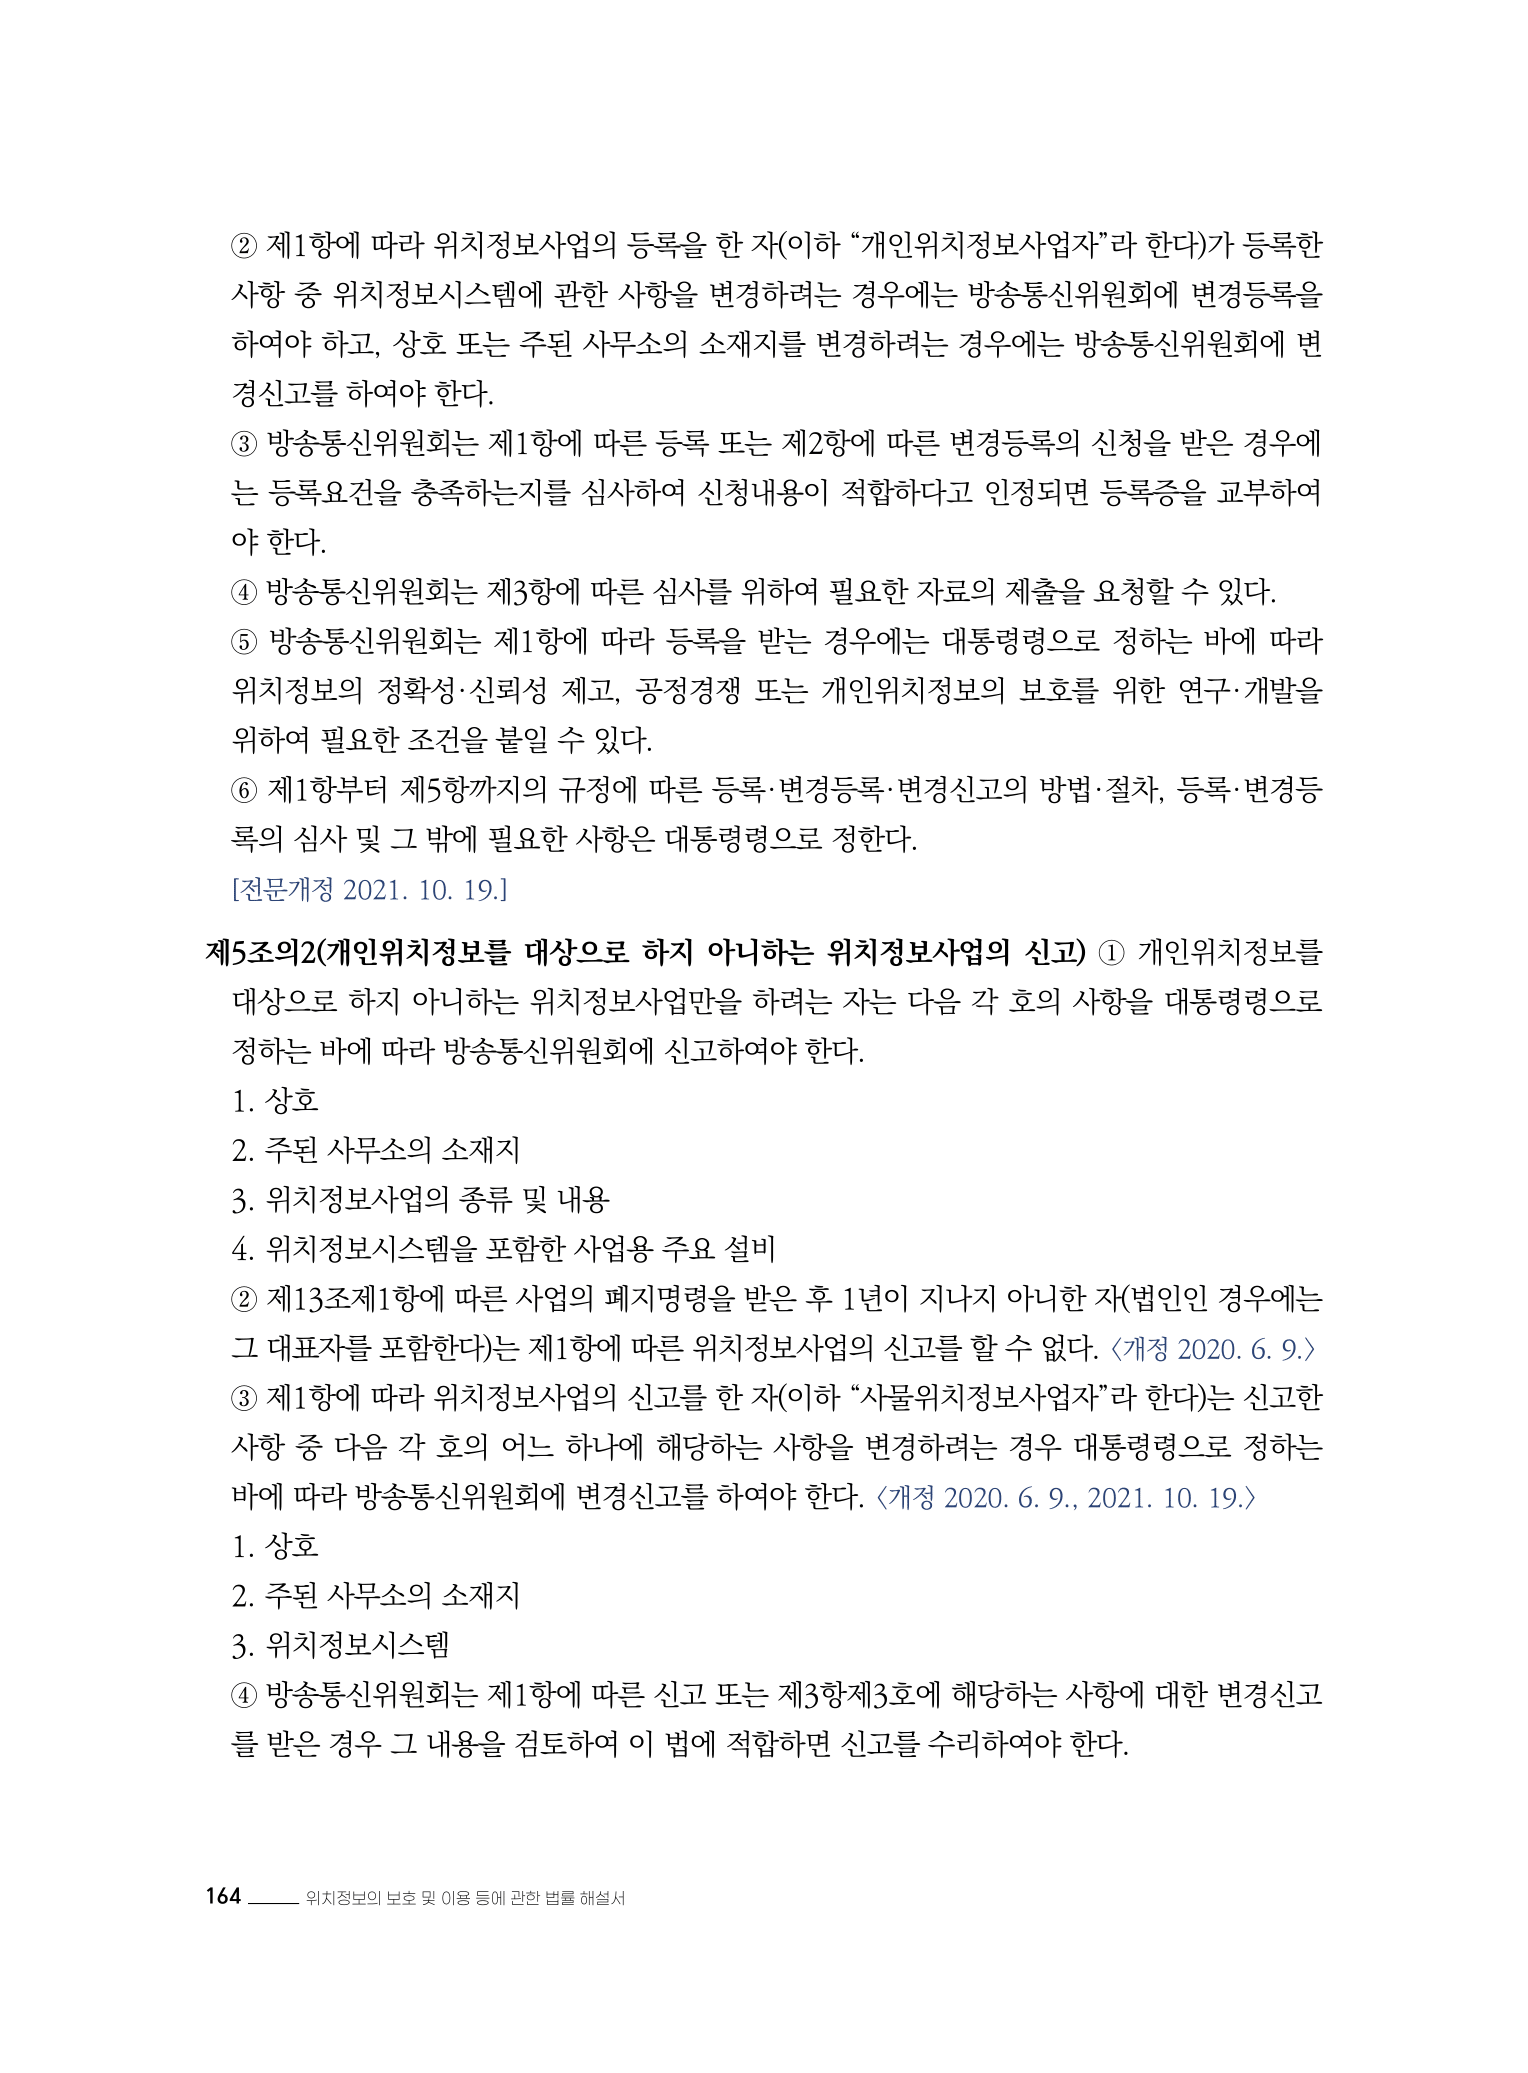 ② 제1항에 따라 위치정보사업의 등록을 한 자(이하 “개인위치정보사업자”라 한다)가 등록한
사항 중 위치정보시스템에 관한 사항을 변경하려는 경우에는 방송통신위원회에 변경등록을
하여야 하고, 상호 또는 주된 사무소의 소재지를 변경하려는 경우에는 방송통신위원회에 변
경신고를 하여야 한다.
③ 방송통신위원회는 제1항에 따른 등록 또는 제2항에 따른 변경등록의 신청을 받은 경우에
는 등록요건을 충족하는지를 심사하여 신청내용이 적합하다고 인정되면 등록증을 교부하여
야 한다.
④ 방송통신위원회는 제3항에 따른 심사를 위하여 필요한 자료의 제출을 요청할 수 있다.
⑤ 방송통신위원회는 제1항에 따라 등록을 받는 경우에는 대통령령으로 정하는 바에 따라
위치정보의 정확성·신뢰성 제고, 공정경쟁 또는 개인위치정보의 보호를 위한 연구·개발을
위하여 필요한 조건을 붙일 수 있다.
⑥ 제1항부터 제5항까지의 규정에 따른 등록·변경등록·변경신고의 방법·절차, 등록·변경등
록의 심사 및 그 밖에 필요한 사항은 대통령령으로 정한다.
[전문개정 2021. 10. 19.]
제5조의2(개인위치정보를 대상으로 하지 아니하는 위치정보사업의 신고) ① 개인위치정보를
대상으로 하지 아니하는 위치정보사업만을 하려는 자는 다음 각 호의 사항을 대통령령으로
정하는 바에 따라 방송통신위원회에 신고하여야 한다.
1. 상호
2. 주된 사무소의 소재지
3. 위치정보사업의 종류 및 내용
4. 위치정보시스템을 포함한 사업용 주요 설비
② 제13조제1항에 따른 사업의 폐지명령을 받은 후 1년이 지나지 아니한 자(법인인 경우에는
그 대표자를 포함한다)는 제1항에 따른 위치정보사업의 신고를 할 수 없다. 〈개정 2020. 6. 9.〉
③ 제1항에 따라 위치정보사업의 신고를 한 자(이하 “사물위치정보사업자”라 한다)는 신고한
사항 중 다음 각 호의 어느 하나에 해당하는 사항을 변경하려는 경우 대통령령으로 정하는
바에 따라 방송통신위원회에 변경신고를 하여야 한다. 〈개정 2020. 6. 9., 2021. 10. 19.〉
1. 상호
2. 주된 사무소의 소재지
3. 위치정보시스템
④ 방송통신위원회는 제1항에 따른 신고 또는 제3항제3호에 해당하는 사항에 대한 변경신고
를 받은 경우 그 내용을 검토하여 이 법에 적합하면 신고를 수리하여야 한다.
164 위치정보의 보호 및 이용 등에 관한 법률 해설서